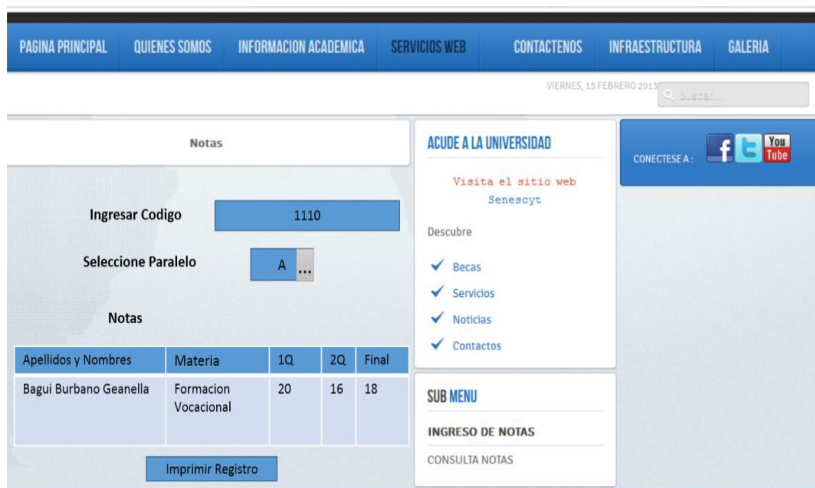 PAGINA PRINCIPAL QUIENES SOMOS INFORMACION ACADEMICA SERVICIOS WEB CONTACTENOS INFRAESTRUCTURA GALERIA
VIERNES, 15 FEBRERO 2013
buscar...
Notas
Ingresar Codigo 1110
Seleccione Paralelo A ...
Notas
Apellidos y Nombres Materia 1Q 2Q Final
Bagui Burbano Geanella Formacion 20 16 18
Vocacional
Imprimir Registro
ACUDE A LA UNIVERSIDAD
Visita el sitio web
Senescyt
Descubre
Becas
Servicios
Noticias
Contactos
SUB MENU
INGRESO DE NOTAS
CONSULTA NOTAS
CONECTESE A :
f t You
Tube